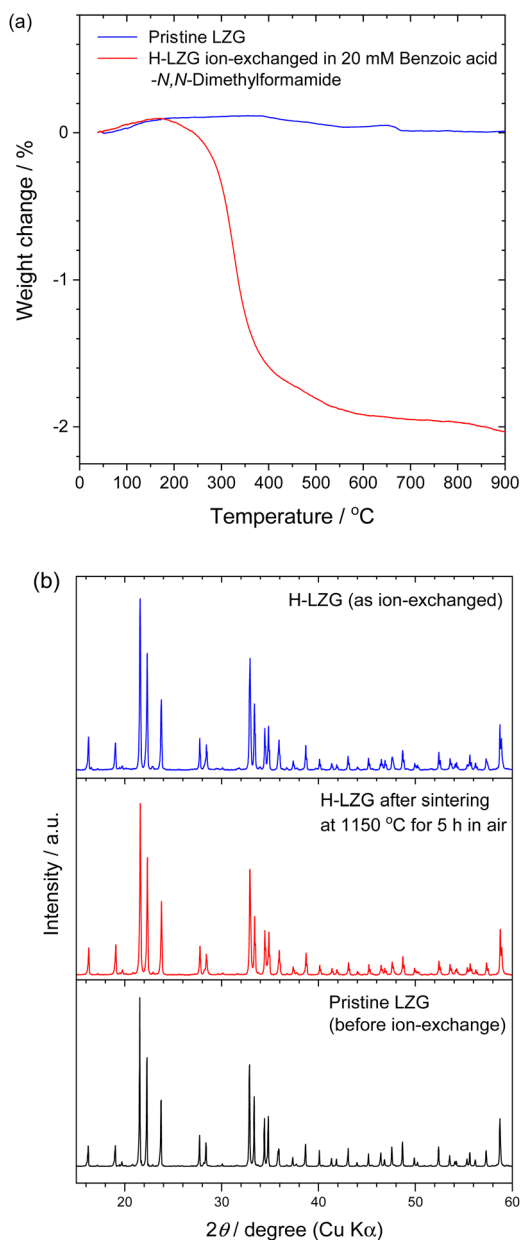 (a)
Pristine LZG
H-LZG ion-exchanged in 20 mM Benzoic acid
-N,N-Dimethylformamide
Weight change / %
0
-1
-2
0 100 200 300 400 500 600 700 800 900
Temperature / °C
(b)
H-LZG (as ion-exchanged)
H-LZG after sintering
at 1150 °C for 5 h in air
Pristine LZG
(before ion-exchange)
Intensity / a.u.
20 30 40 50 60
2θ / degree (Cu Kα)